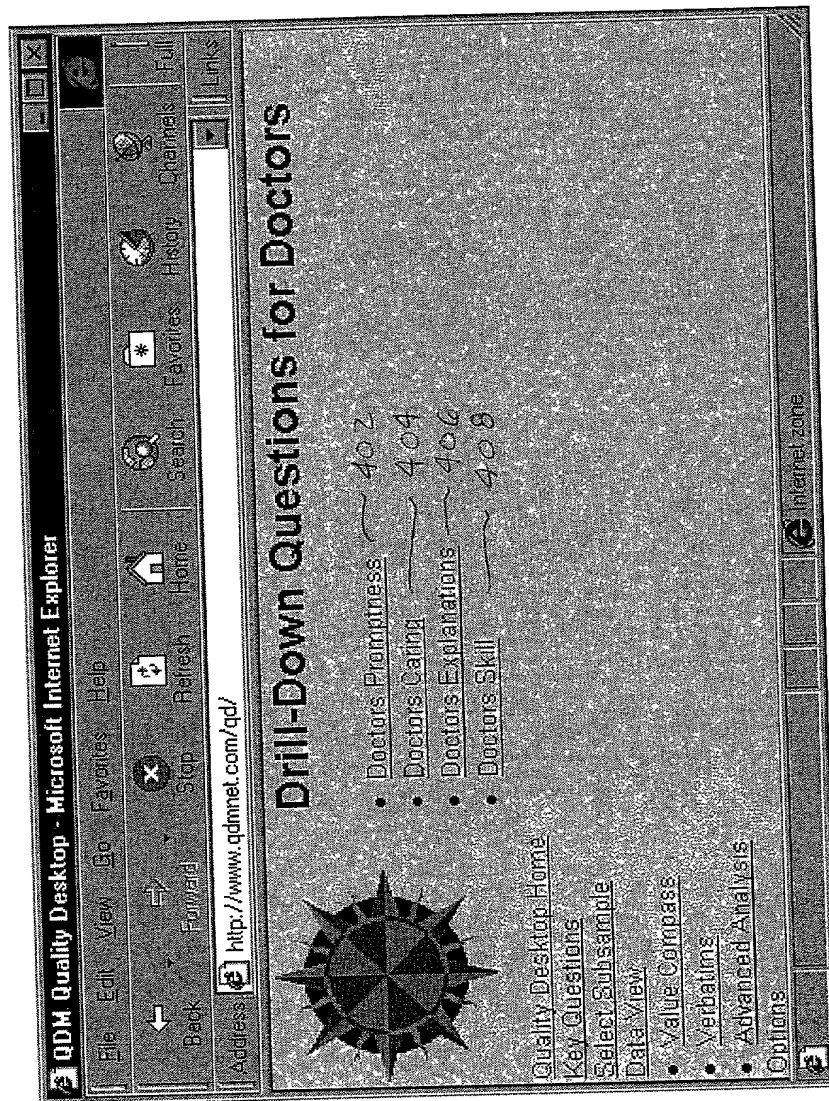 QDM Quality Desktop - Microsoft Internet Explorer
File Edit View Go Favorites Help
Back Forward Stop Refresh Home Search Favorites History Channels Full
Address http://www.qdmnet.com/qd/ Links
Drill-Down Questions for Doctors
• Doctors Promptness 402
• Doctors Caring 404
• Doctors Explanations 406
• Doctors Skill 408
Quality Desktop Home
Key Questions
Select Subsample
Data View:
• Value Compass
• Verbatims
• Advanced Analysis
Options
Internet zone